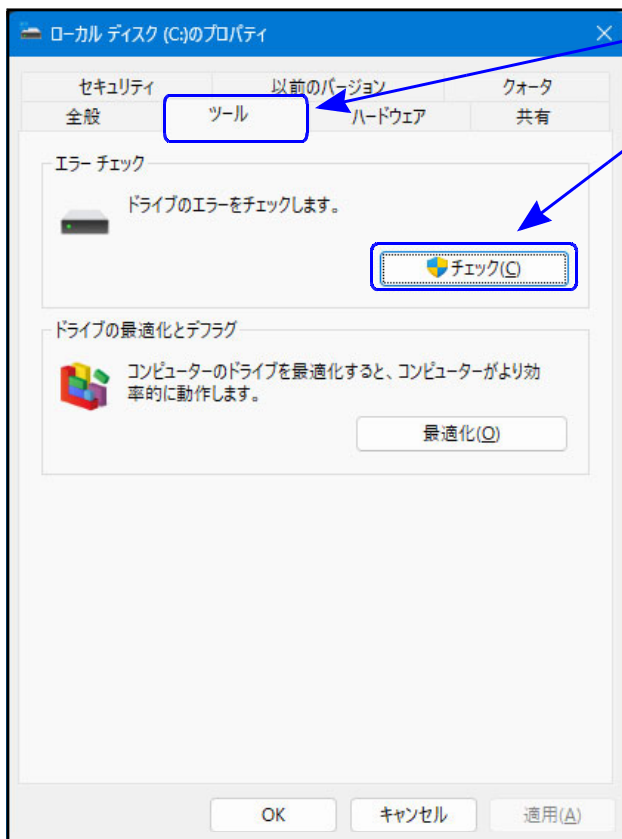 ローカル ディスク (C:)のプロパティ
セキュリティ 以前のバージョン クォータ
全般 ツール ハードウェア 共有
エラー チェック
ドライブのエラーをチェックします。
チェック(C)
ドライブの最適化とデフラグ
コンピューターのドライブを最適化すると、コンピューターがより効
率的に動作します。
最適化(O)
OK キャンセル 適用(A)